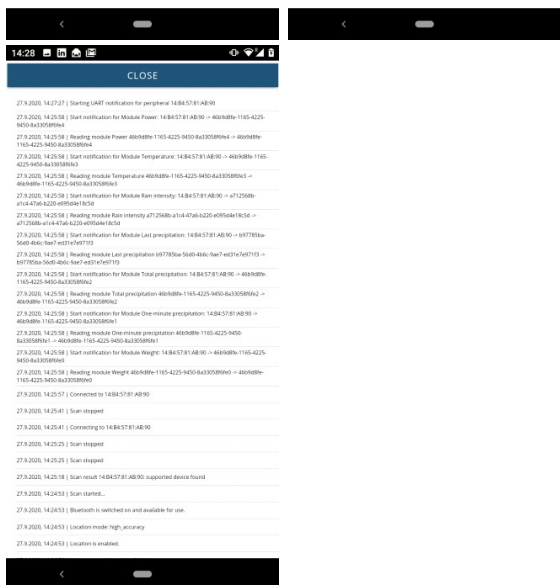 14:28
CLOSE
27.9.2020, 14:27:27 | Starting UART notification for peripheral 14:B4:57:81:AB:90
27.9.2020, 14:25:58 | Start notification for Module Power: 14:B4:57:81:AB:90 -> 46b9d8fe-1165-4225-
9450-8a33058f6fe4
27.9.2020, 14:25:58 | Reading module Power 46b9d8fe-1165-4225-9450-8a33058f6fe4 -> 46b9d8fe-
1165-4225-9450-8a33058f6fe4
27.9.2020, 14:25:58 | Start notification for Module Temperature: 14:B4:57:81:AB:90 -> 46b9d8fe-1165-
4225-9450-8a33058f6fe3
27.9.2020, 14:25:58 | Reading module Temperature 46b9d8fe-1165-4225-9450-8a33058f6fe3 ->
46b9d8fe-1165-4225-9450-8a33058f6fe3
27.9.2020, 14:25:58 | Start notification for Module Rain intensity: 14:B4:57:81:AB:90 -> a712568b-
a1c4-47a6-b220-e095d4e18c5d
27.9.2020, 14:25:58 | Reading module Rain intensity a712568b-a1c4-47a6-b220-e095d4e18c5d ->
a712568b-a1c4-47a6-b220-e095d4e18c5d
27.9.2020, 14:25:58 | Start notification for Module Last precipitation: 14:B4:57:81:AB:90 -> b97785ba-
56d0-4b6c-9ae7-ed31e7e971f3
27.9.2020, 14:25:58 | Reading module Last precipitation b97785ba-56d0-4b6c-9ae7-ed31e7e971f3 ->
b97785ba-56d0-4b6c-9ae7-ed31e7e971f3
27.9.2020, 14:25:58 | Start notification for Module Total precipitation: 14:B4:57:81:AB:90 -> 46b9d8fe-
1165-4225-9450-8a33058f6fe2
27.9.2020, 14:25:58 | Reading module Total precipitation 46b9d8fe-1165-4225-9450-8a33058f6fe2 ->
46b9d8fe-1165-4225-9450-8a33058f6fe2
27.9.2020, 14:25:58 | Start notification for Module One-minute precipitation: 14:B4:57:81:AB:90 ->
46b9d8fe-1165-4225-9450-8a33058f6fe1
27.9.2020, 14:25:58 | Reading module One-minute precipitation 46b9d8fe-1165-4225-9450-
8a33058f6fe1 -> 46b9d8fe-1165-4225-9450-8a33058f6fe1
27.9.2020, 14:25:58 | Start notification for Module Weight: 14:B4:57:81:AB:90 -> 46b9d8fe-1165-4225-
9450-8a33058f6fe0
27.9.2020, 14:25:58 | Reading module Weight 46b9d8fe-1165-4225-9450-8a33058f6fe0 -> 46b9d8fe-
1165-4225-9450-8a33058f6fe0
27.9.2020, 14:25:57 | Connected to 14:B4:57:81:AB:90
27.9.2020, 14:25:41 | Scan stopped
27.9.2020, 14:25:41 | Connecting to 14:B4:57:81:AB:90
27.9.2020, 14:25:25 | Scan stopped
27.9.2020, 14:25:25 | Scan stopped
27.9.2020, 14:25:18 | Scan result 14:B4:57:81:AB:90: supported device found
27.9.2020, 14:24:53 | Scan started...
27.9.2020, 14:24:53 | Bluetooth is switched on and available for use.
27.9.2020, 14:24:53 | Location mode: high_accuracy
27.9.2020, 14:24:53 | Location is enabled.